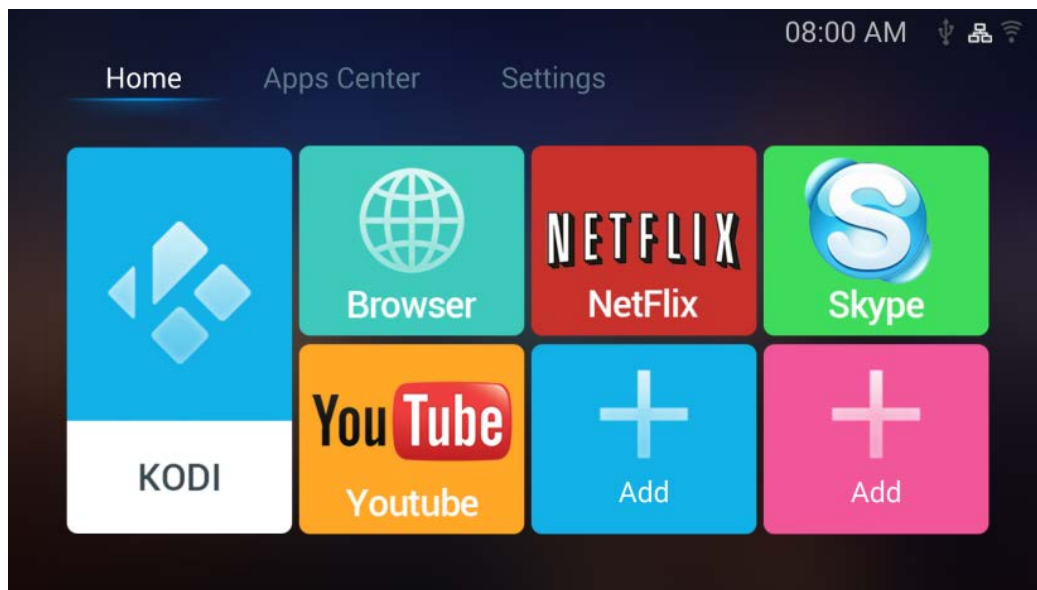 08:00 AM
Home Apps Center Settings
KODI
Browser
NETFLIX
NetFlix
S
Skype
You Tube
Youtube
Add
Add